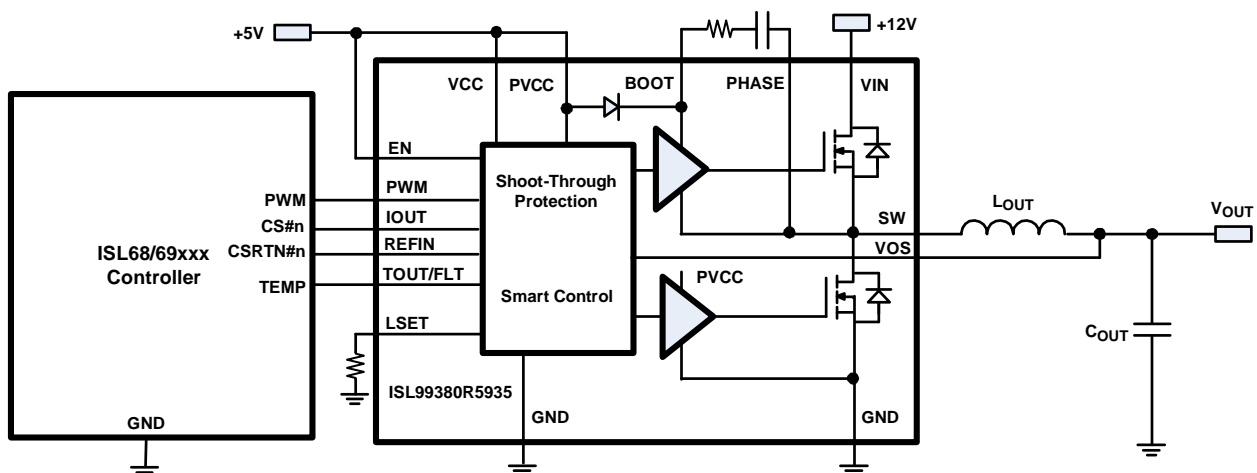 +5V
+12V
VCC
PVCC
BOOT
PHASE
VIN
EN
PWM
PWM
CS#n
IOUT
CSRTN#n
REFIN
TEMP
TOUT/FLT
LSET
ISL68/69xxx
Controller
GND
Shoot-Through
Protection
Smart Control
PVCC
SW
VOS
LOUT
VOUT
COUT
ISL99380R5935
GND
GND